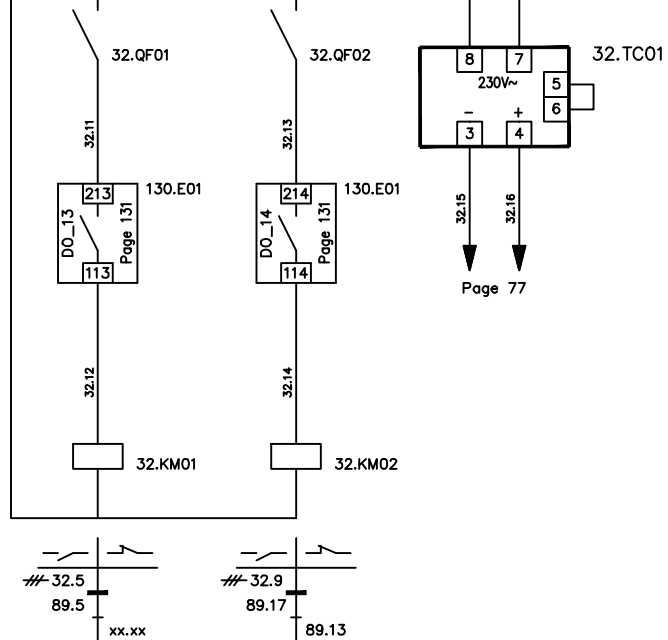 32.QF01
32.QF02
32.TC01
8
7
230V~
5
6
-
+
3
4
32.11
32.13
213
130.E01
214
130.E01
DO_13
Page 131
DO_14
Page 131
113
114
32.15
32.16
Page 77
32.12
32.14
32.KM01
32.KM02
32.5
32.9
89.5
89.17
xx.xx
89.13